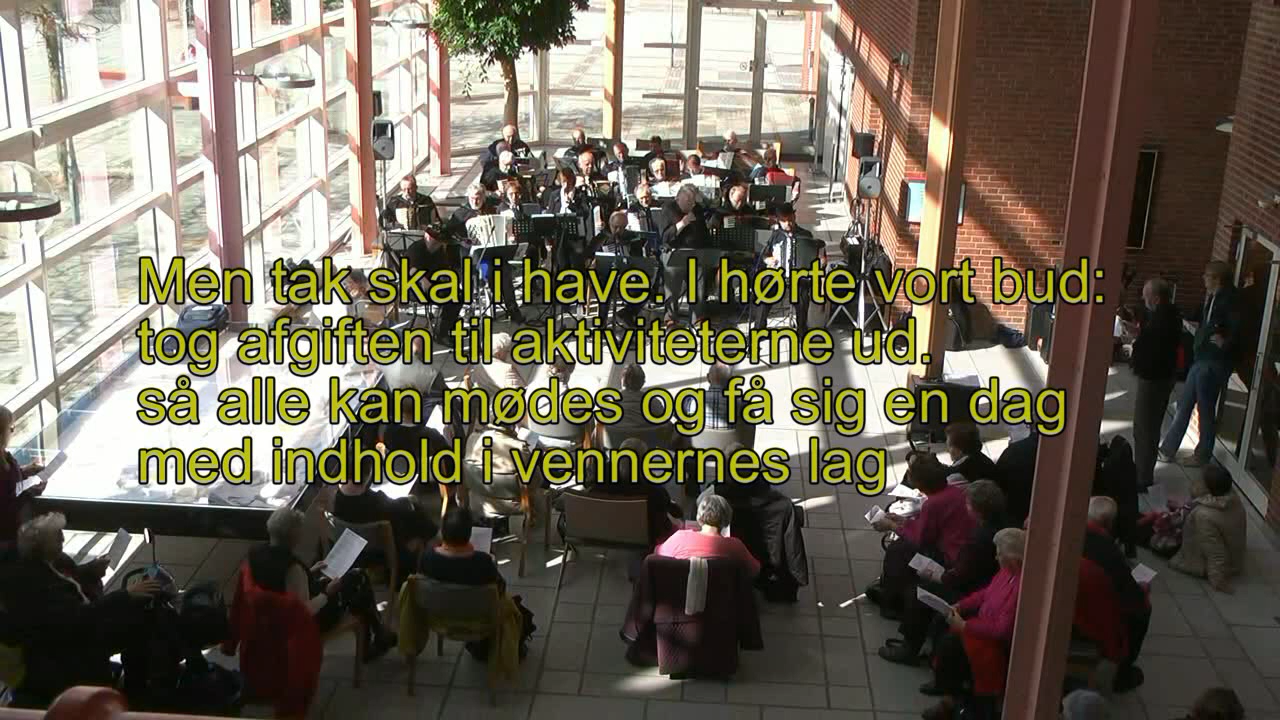 Men tak skal i have. I hørte vort bud:
tog afgiften til aktiviteterne ud.
så alle kan mødes og få sig en dag
med indhold i vennernes lag